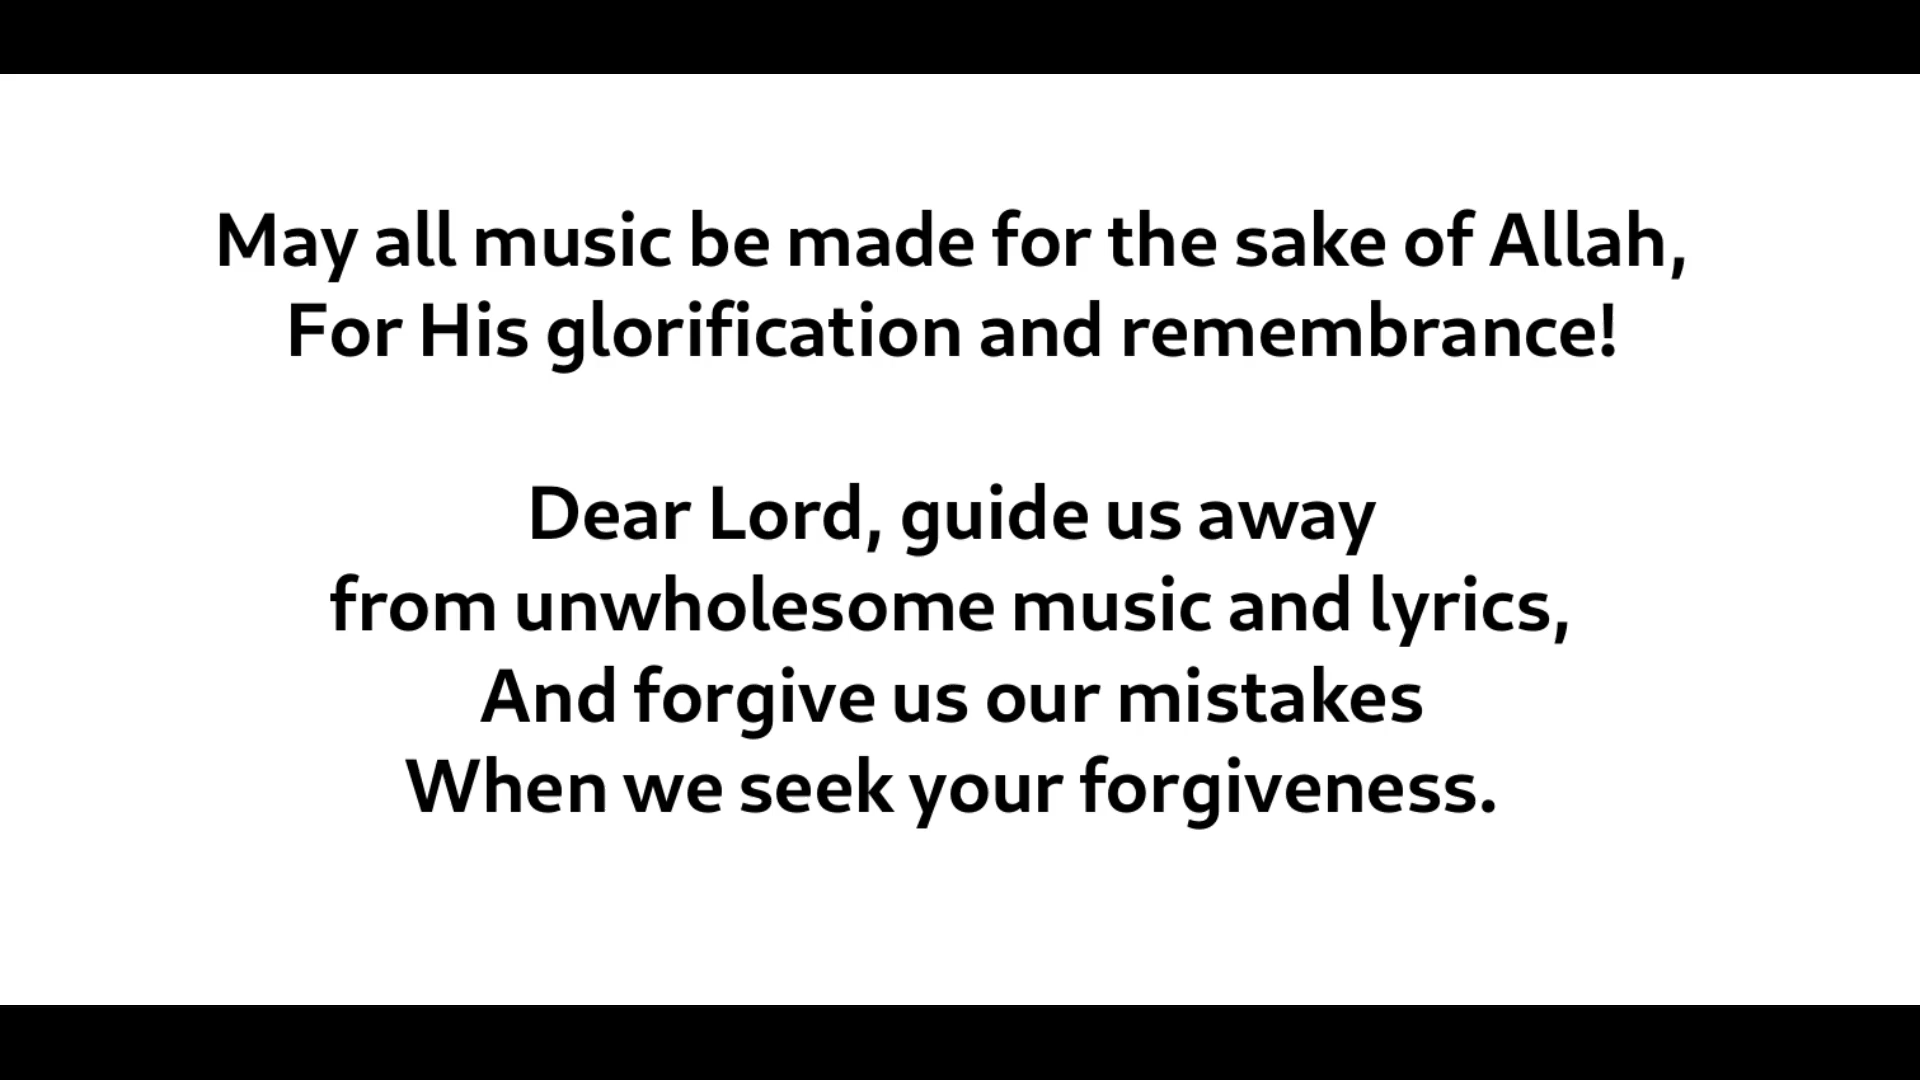 May all music be made for the sake of Allah,
For His glorification and remembrance!
Dear Lord, guide us away
from unwholesome music and lyrics,
And forgive us our mistakes
When we seek your forgiveness.